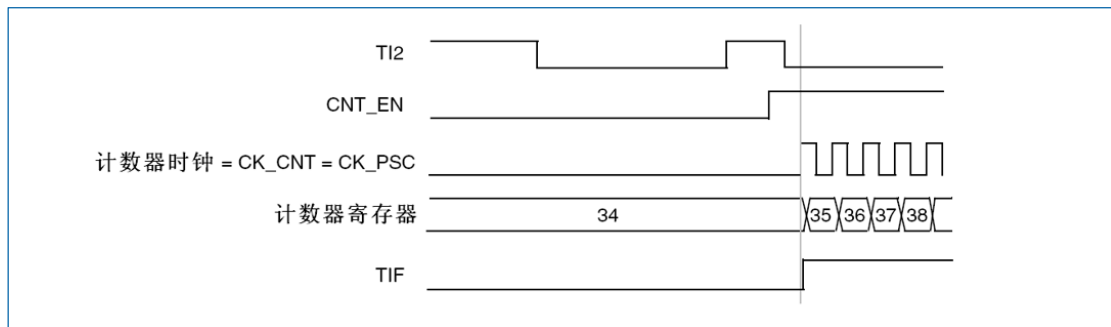 TI2
CNT_EN
计数器时钟 = CK_CNT = CK_PSC
计数器寄存器 34 35 36 37 38
TIF